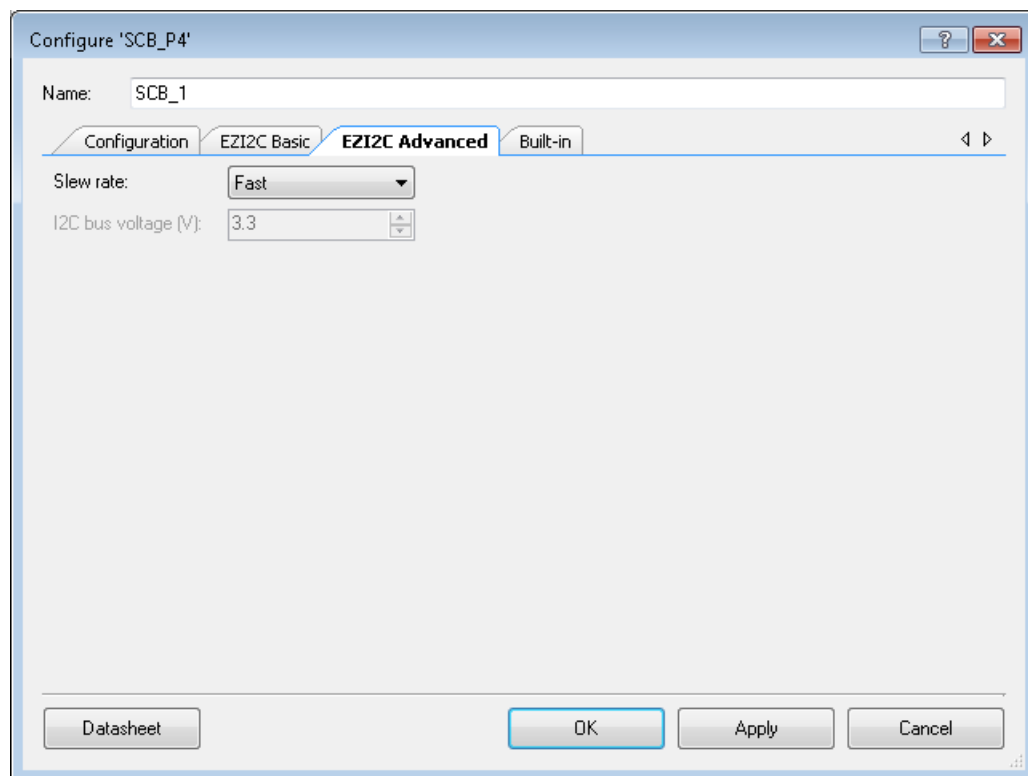 Configure 'SCB_P4'
?
Name: SCB_1
Configuration EZI2C Basic EZI2C Advanced Built-in
Slew rate: Fast
I2C bus voltage (V): 3.3
Datasheet OK Apply Cancel